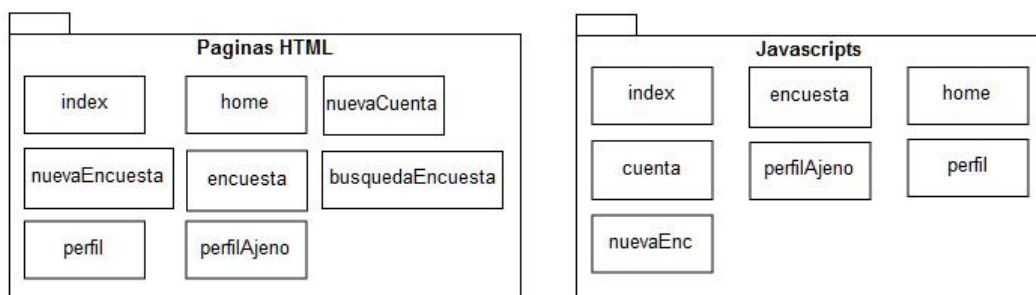 Paginas HTML
index
home
nuevaCuenta
nuevaEncuesta
encuesta
busquedaEncuesta
perfil
perfilAjeno
Javascripts
index
encuesta
home
cuenta
perfilAjeno
perfil
nuevaEnc